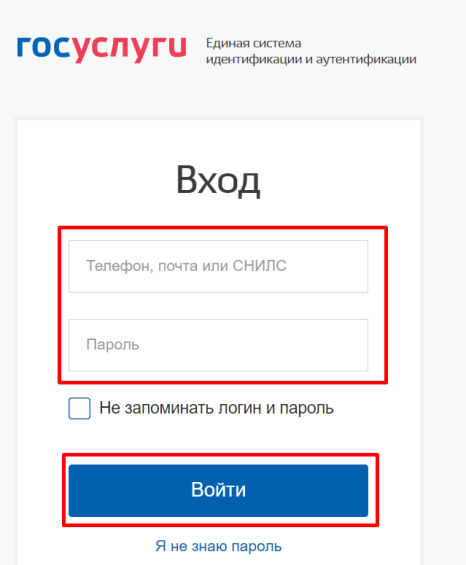 госуслуги
Единая система
идентификации и аутентификации
Вход
Телефон, почта или СНИЛС
Пароль
Не запоминать логин и пароль
Войти
Я не знаю пароль